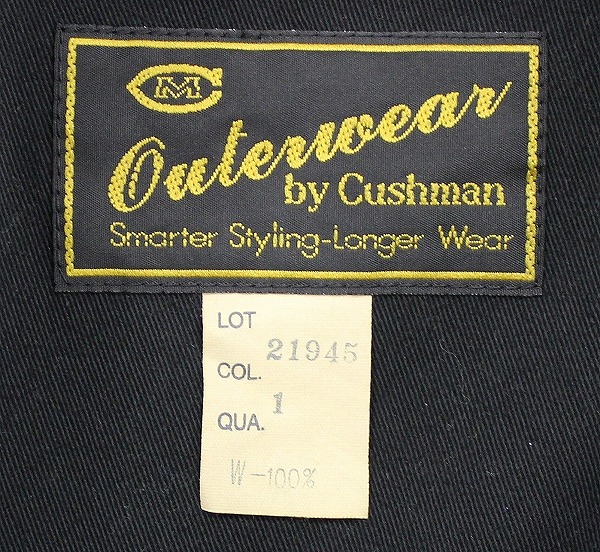 CM
Outerwear
by Cushman
Smarter Styling-Longer Wear
LOT 21945
COL. 1
QUA.
W-100%